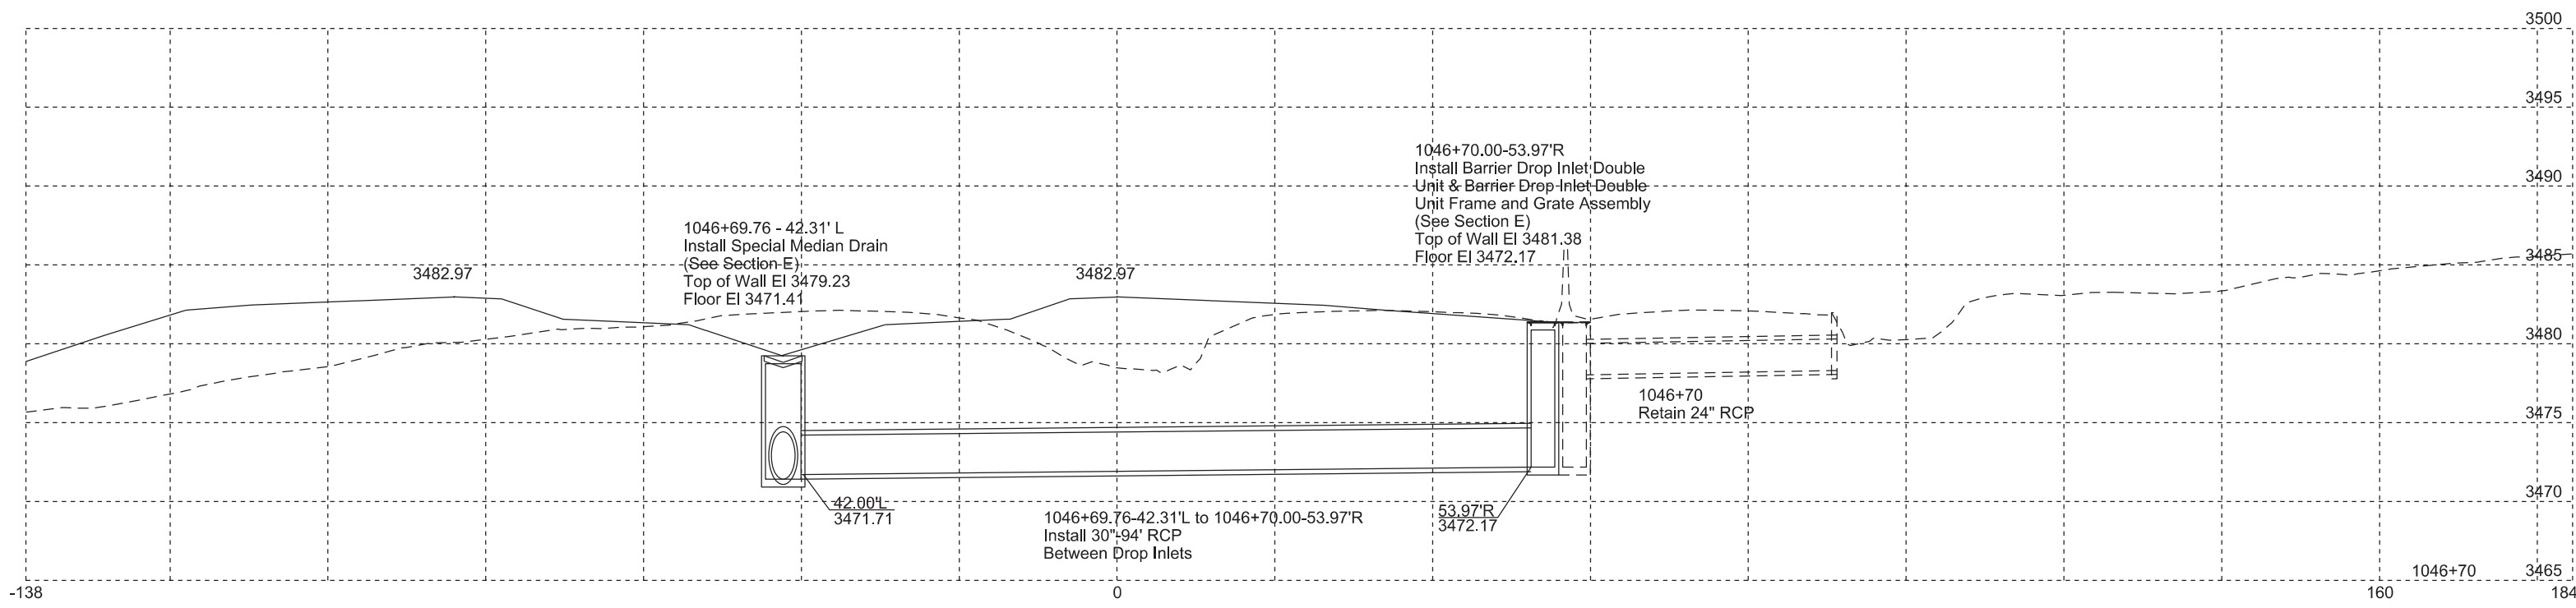 3500
3495
3490
3485
3480
3475
3470
3465
1046+70.00-53.97'R
Install Barrier Drop Inlet Double
Unit & Barrier Drop Inlet Double
Unit Frame and Grate Assembly
(See Section E)
Top of Wall El 3481.38
Floor El 3472.17
1046+69.76 - 42.31' L
Install Special Median Drain
(See Section E)
Top of Wall El 3479.23
Floor El 3471.41
3482.97
3482.97
1046+70
Retain 24" RCP
42.00'L
3471.71
1046+69.76-42.31'L to 1046+70.00-53.97'R
Install 30"-94' RCP
Between Drop Inlets
53.97'R
3472.17
1046+70
-138
0
160
184